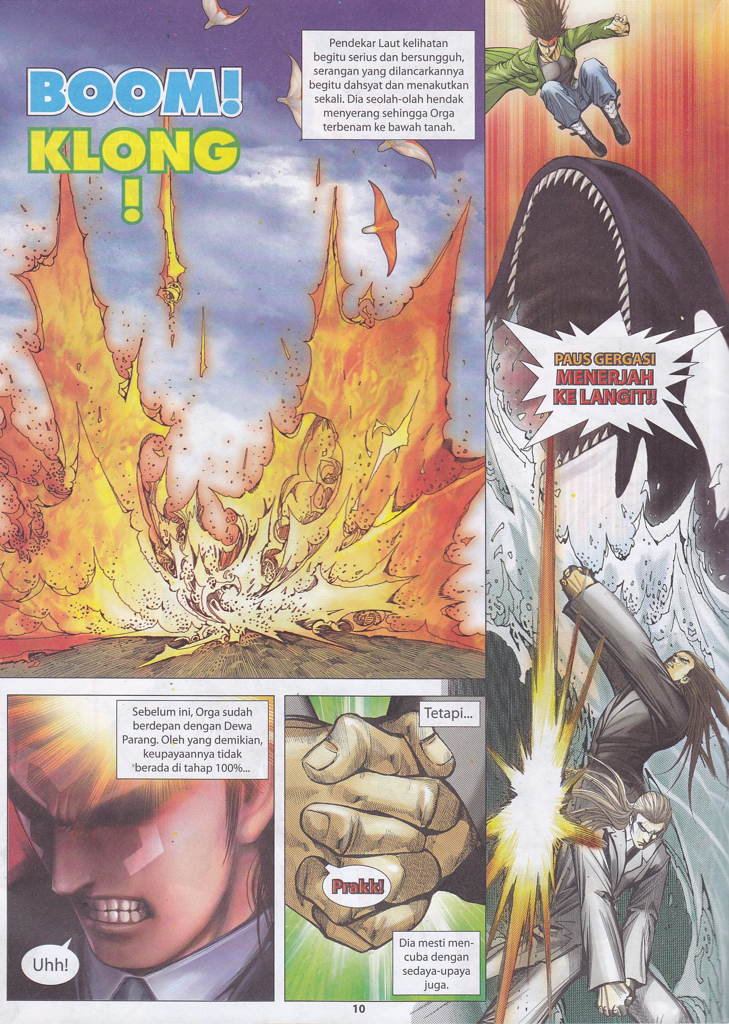 Pendekar Laut kelihatan
begitu serius dan bersungguh,
serangan yang dilancarkannya
begitu dahsyat dan menakutkan
sekali. Dia seolah-olah hendak
menyerang sehingga Orga
terbenam ke bawah tanah.
BOOM!
KLONG
!
PAUS GERGASI
MENERJAH
KE LANGIT!!
Sebelum ini, Orga sudah
berdepan dengan Dewa
Parang. Oleh yang demikian,
keupayaannya tidak
berada di tahap 100%...
Uhh!
Tetapi...
Prakk!
Dia mesti men-
cuba dengan
sedaya-upaya
juga.
10